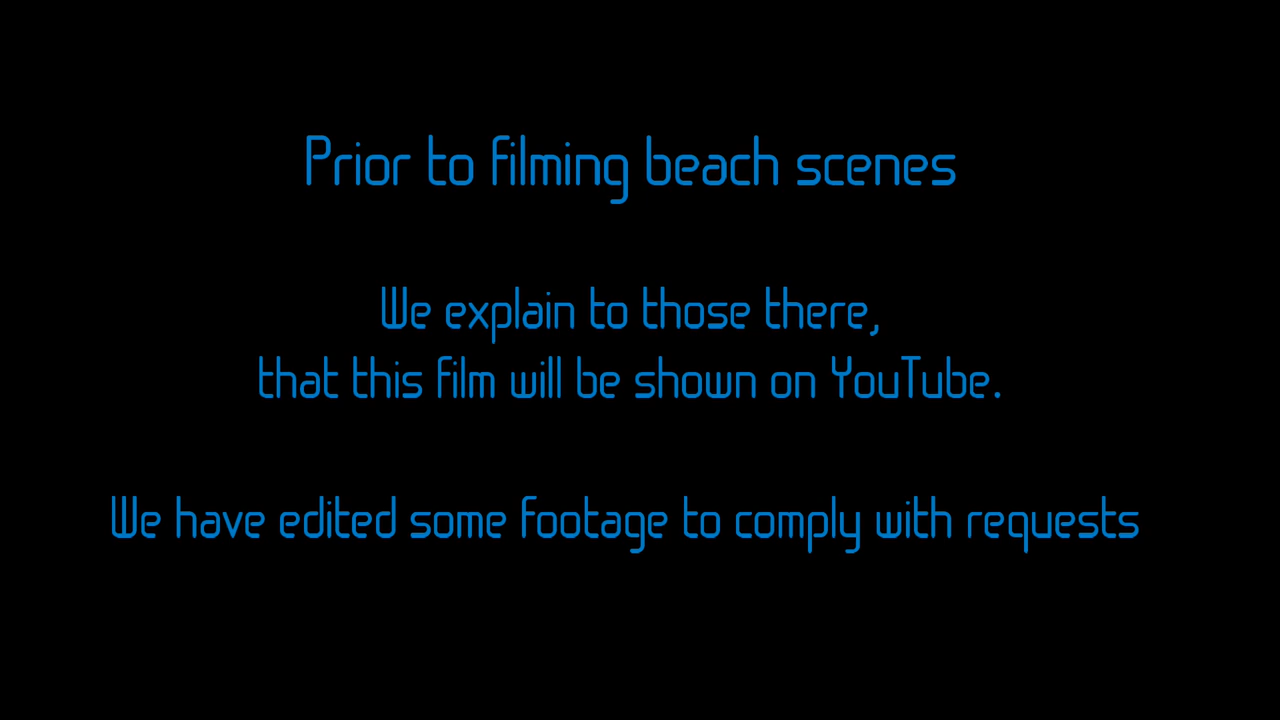 Prior to filming beach scenes
We explain to those there,
that this film will be shown on YouTube.
We have edited some footage to comply with requests